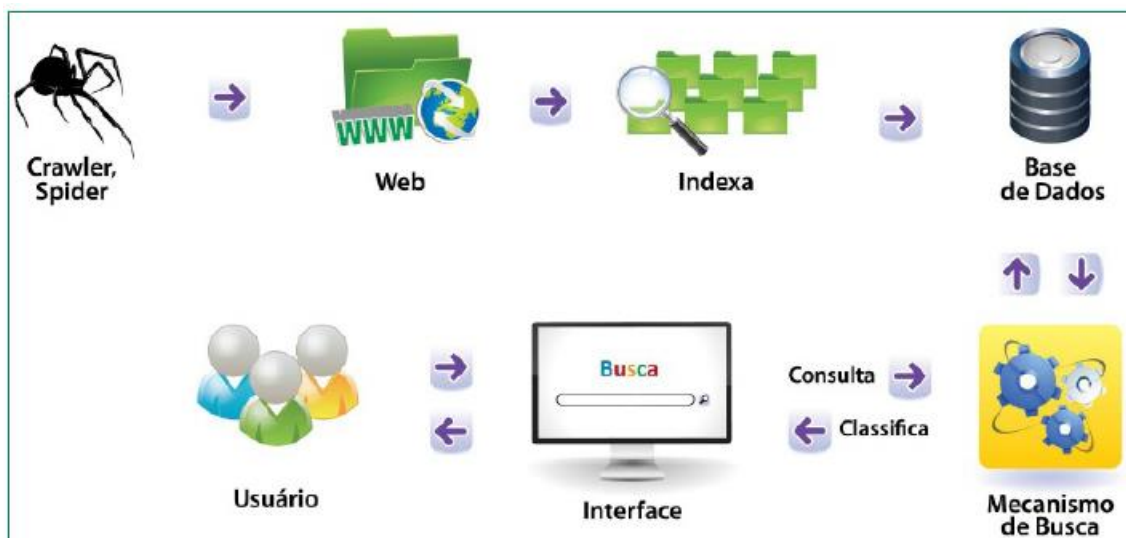 Crawler,
Spider
WWW
Web
Indexa
Base
de Dados
Usuário
Busca
Interface
Consulta
Classifica
Mecanismo
de Busca